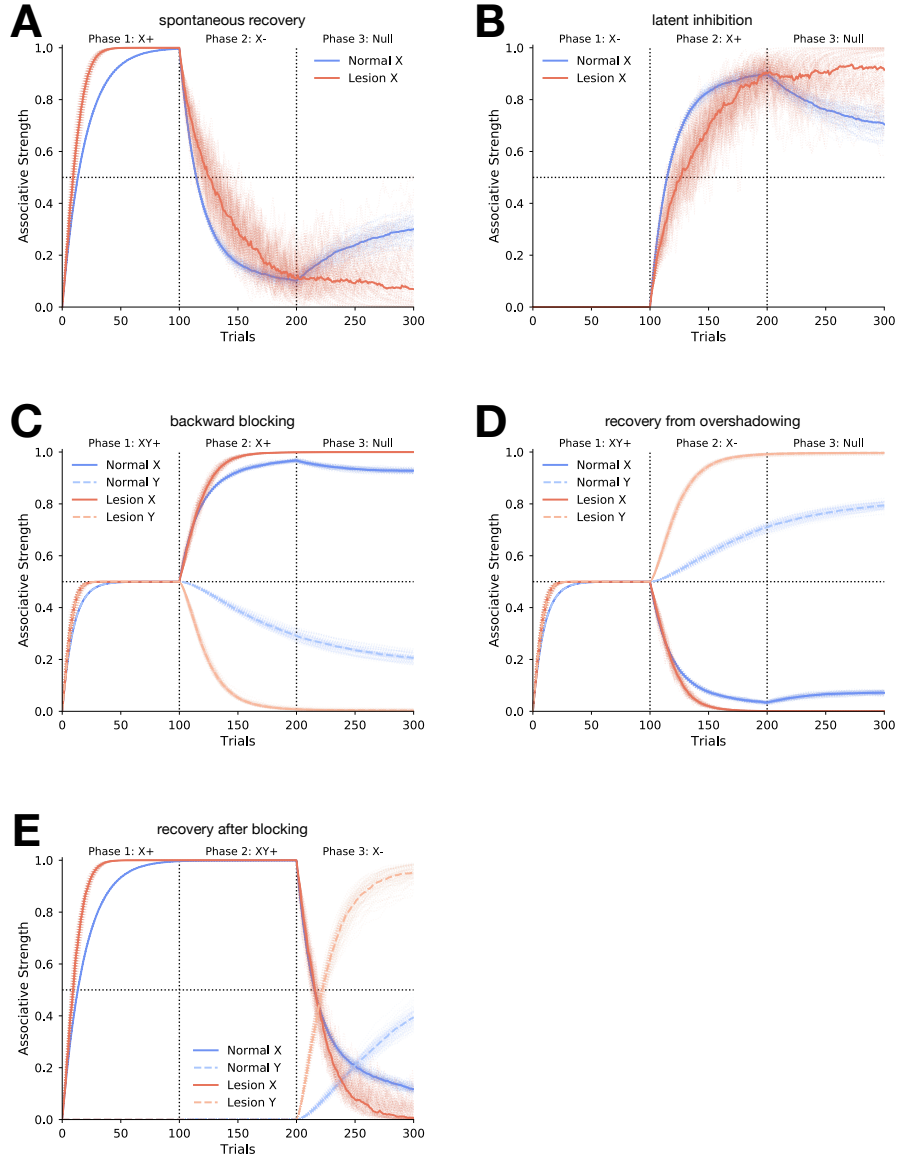 A
spontaneous recovery
Phase 1: X+ Phase 2: X- Phase 3: Null
Normal X
Lesion X
Associative Strength
1.0
0.8
0.6
0.4
0.2
0.0
0 50 100 150 200 250 300
Trials
B
latent inhibition
Phase 1: X- Phase 2: X+ Phase 3: Null
Normal X
Lesion X
Associative Strength
1.0
0.8
0.6
0.4
0.2
0.0
0 50 100 150 200 250 300
Trials
C
backward blocking
Phase 1: XY+ Phase 2: X+ Phase 3: Null
Normal X
Normal Y
Lesion X
Lesion Y
Associative Strength
1.0
0.8
0.6
0.4
0.2
0.0
0 50 100 150 200 250 300
Trials
D
recovery from overshadowing
Phase 1: XY+ Phase 2: X- Phase 3: Null
Normal X
Normal Y
Lesion X
Lesion Y
Associative Strength
1.0
0.8
0.6
0.4
0.2
0.0
0 50 100 150 200 250 300
Trials
E
recovery after blocking
Phase 1: X+ Phase 2: XY+ Phase 3: X-
Associative Strength
1.0
0.8
0.6
0.4
0.2
0.0
Normal X
Normal Y
Lesion X
Lesion Y
0 50 100 150 200 250 300
Trials